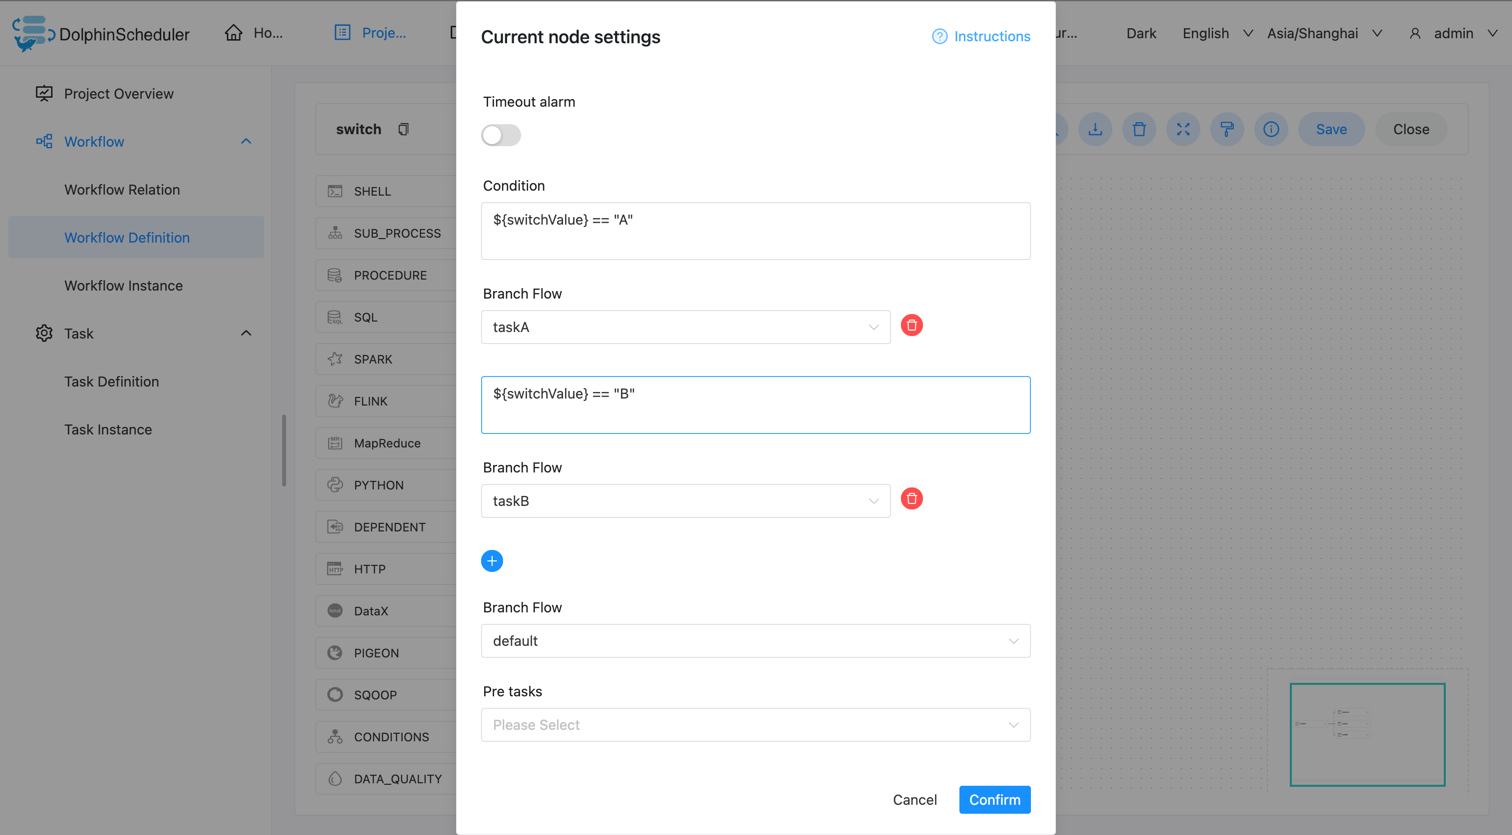 DolphinScheduler
Ho...
Proje...
ur...
Dark
English
Asia/Shanghai
admin
Current node settings
Instructions
Project Overview
Workflow
Workflow Relation
Workflow Definition
Workflow Instance
Task
Task Definition
Task Instance
switch
Save
Close
SHELL
SUB_PROCESS
PROCEDURE
SQL
SPARK
FLINK
MapReduce
PYTHON
DEPENDENT
HTTP
DataX
PIGEON
SQOOP
CONDITIONS
DATA_QUALITY
Timeout alarm
Condition
${switchValue} == "A"
Branch Flow
taskA
${switchValue} == "B"
Branch Flow
taskB
Branch Flow
default
Pre tasks
Please Select
Cancel
Confirm